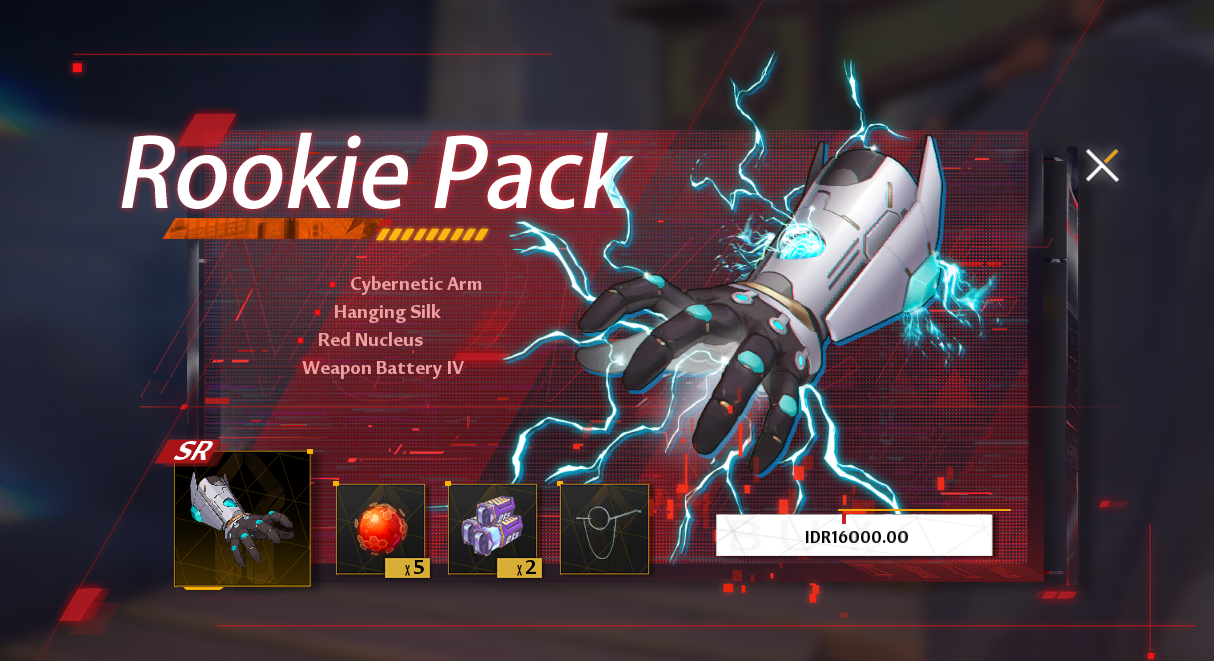 Rookie Pack
Cybernetic Arm
Hanging Silk
Red Nucleus
Weapon Battery IV
SR
x5
x2
IDR16000.00